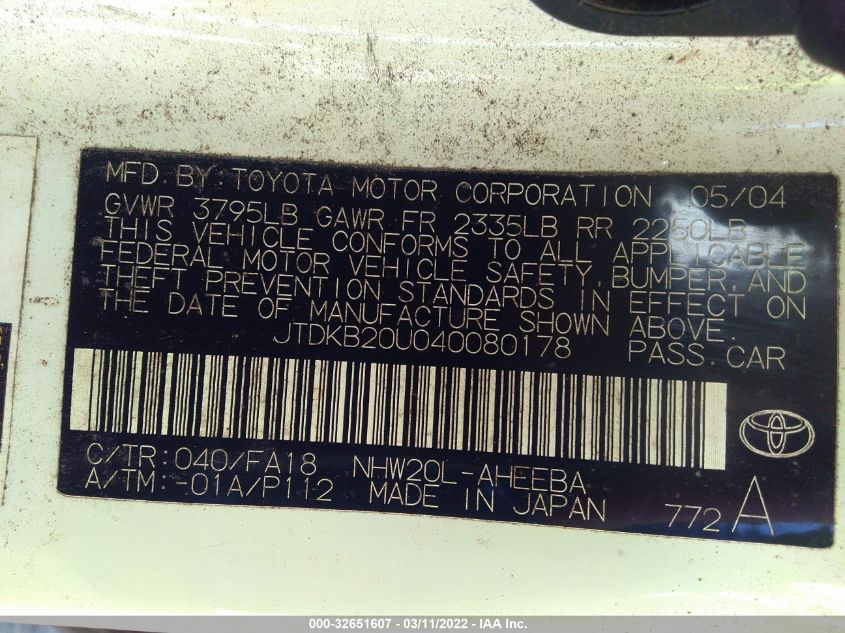 MFD BY:TOYOTA MOTOR CORPORATION 05/04
GVWR 3795LB GAWR FR 2335LB RR 2250LB
THIS VEHICLE CONFORMS TO ALL APPLICABLE
FEDERAL MOTOR VEHICLE SAFETY, BUMPER, AND
THEFT PREVENTION STANDARDS IN EFFECT ON
THE DATE OF MANUFACTURE SHOWN ABOVE.
JTDKB20U040080178 PASS.CAR
C/TR:040/FA18 NHW20L-AHEEBA
A/TM:-01A/P112 MADE IN JAPAN 772 A
000-32651607 - 03/11/2022 - IAA Inc.